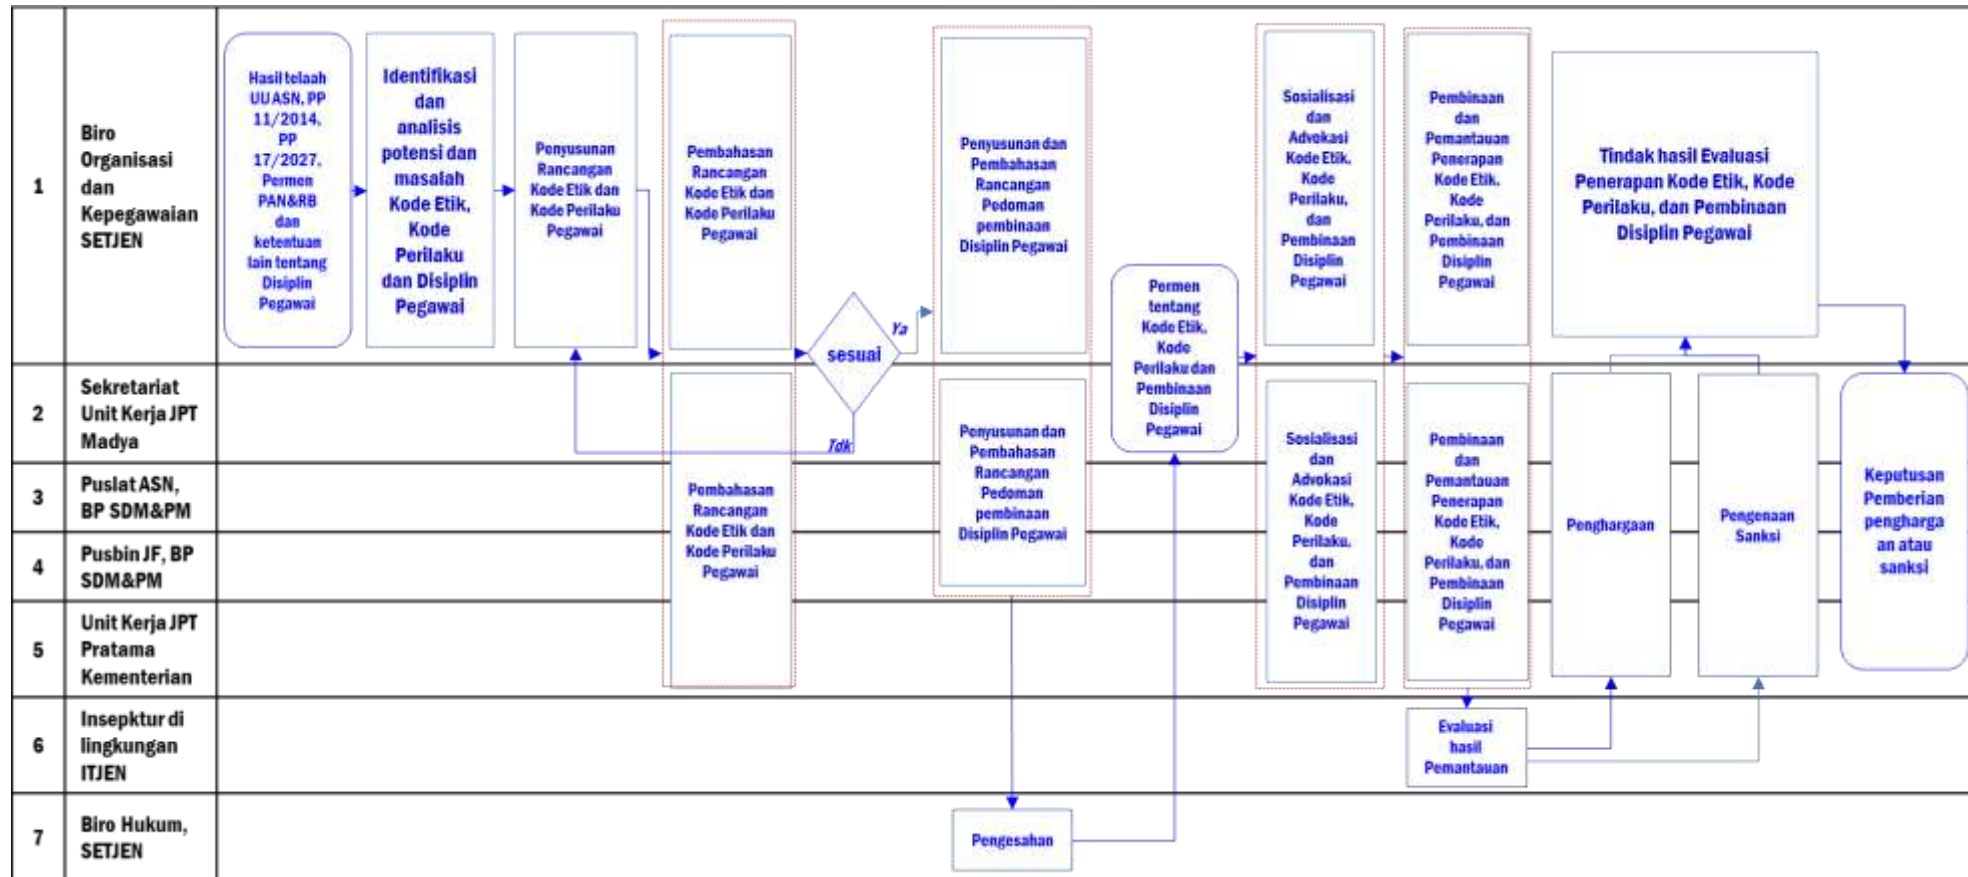 1
Biro
Organisasi
dan
Kepegawaian
SETJEN
Hasil telaah
UU ASN, PP
11/2014,
PP
17/2027,
Permen
PAN&RB
dan
ketentuan
lain tentang
Disiplin
Pegawai
Identifikasi
dan
analisis
potensi dan
masalah
Kode Etik,
Kode
Perilaku
dan Disiplin
Pegawai
Penyusunan
Rancangan
Kode Etik dan
Kode Perilaku
Pegawai
Pembahasan
Rancangan
Kode Etik dan
Kode Perilaku
Pegawai
sesuai
Ya
Tdk
Penyusunan dan
Pembahasan
Rancangan
Pedoman
pembinaan
Disiplin Pegawai
Permen
tentang
Kode Etik,
Kode
Perilaku dan
Pembinaan
Disiplin
Pegawai
Sosialisasi
dan
Advokasi
Kode Etik,
Kode
Perilaku,
dan
Pembinaan
Disiplin
Pegawai
Pembinaan
dan
Pemantauan
Penerapan
Kode Etik,
Kode
Perilaku, dan
Pembinaan
Disiplin
Pegawai
Tindak hasil Evaluasi
Penerapan Kode Etik, Kode
Perilaku, dan Pembinaan
Disiplin Pegawai
2
Sekretariat
Unit Kerja JPT
Madya
3
Puslat ASN,
BP SDM&PM
4
Pusbin JF, BP
SDM&PM
5
Unit Kerja JPT
Pratama
Kementerian
Pembahasan
Rancangan
Kode Etik dan
Kode Perilaku
Pegawai
Penyusunan dan
Pembahasan
Rancangan
Pedoman
pembinaan
Disiplin Pegawai
Sosialisasi
dan
Advokasi
Kode Etik,
Kode
Perilaku,
dan
Pembinaan
Disiplin
Pegawai
Pembinaan
dan
Pemantauan
Penerapan
Kode Etik,
Kode
Perilaku, dan
Pembinaan
Disiplin
Pegawai
Penghargaan
Pengenaan
Sanksi
Keputusan
Pemberian
pengharga
an atau
sanksi
6
Insepktur di
lingkungan
ITJEN
Evaluasi
hasil
Pemantauan
7
Biro Hukum,
SETJEN
Pengesahan